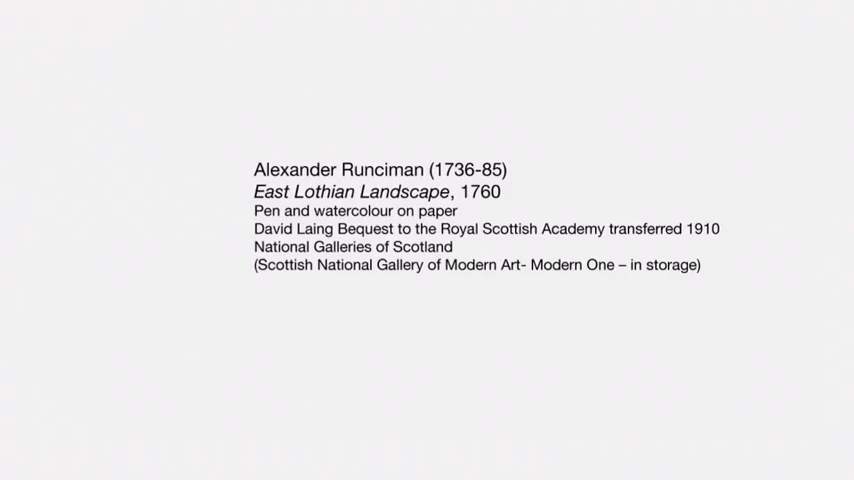 Alexander Runciman (1736-85)
East Lothian Landscape, 1760
Pen and watercolour on paper
David Laing Bequest to the Royal Scottish Academy transferred 1910
National Galleries of Scotland
(Scottish National Gallery of Modern Art- Modern One – in storage)